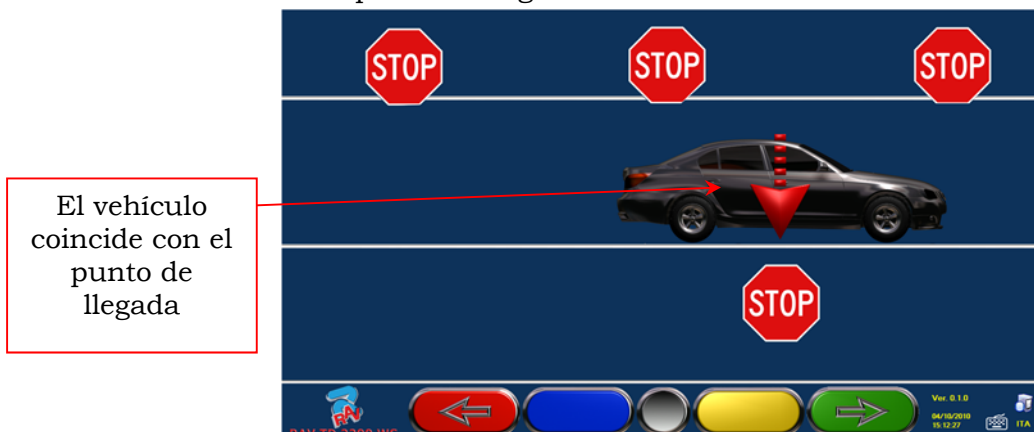 STOP STOP STOP
El vehículo
coincide con el
punto de
llegada
STOP
RAV
Ver. 0.1.0
04/10/2010
15:12:27
ITA